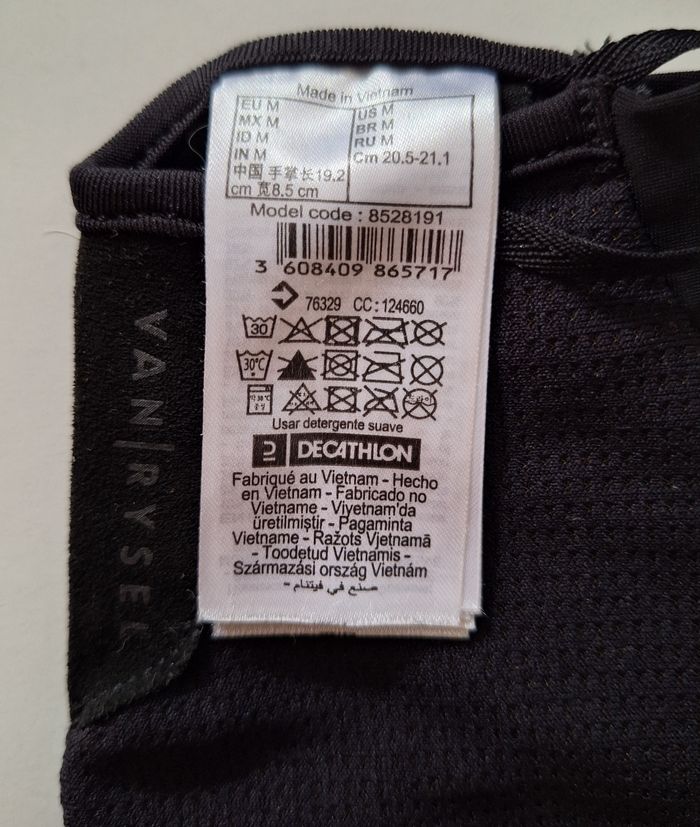 Made in Vietnam
EU M
MX M
ID M
IN M
中国 手掌长19.2
cm 宽8.5 cm
US M
BR M
RU M
Cm 20.5-21.1
Model code : 8528191
3 608409 865717
76329 CC: 124660
30
30°C
Usar detergente suave
DECATHLON
Fabriqué au Vietnam - Hecho
en Vietnam - Fabricado no
Vietname - Viyetnam'da
üretilmiştir - Pagaminta
Vietname - Ražots Vjetnamā
- Toodetud Vietnamis -
Származási ország Vietnám
- صنع في فيتنام -
VAN RYSEL